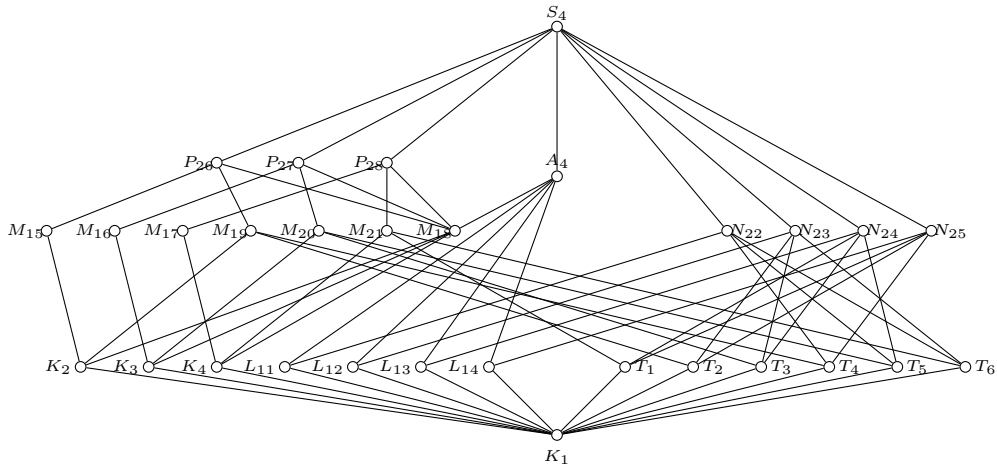 S4
P26 P27 P28 A4
M15 M16 M17 M19 M20 M21 M18 N22 N23 N24 N25
K2 K3 K4 L11 L12 L13 L14 T1 T2 T3 T4 T5 T6
K1